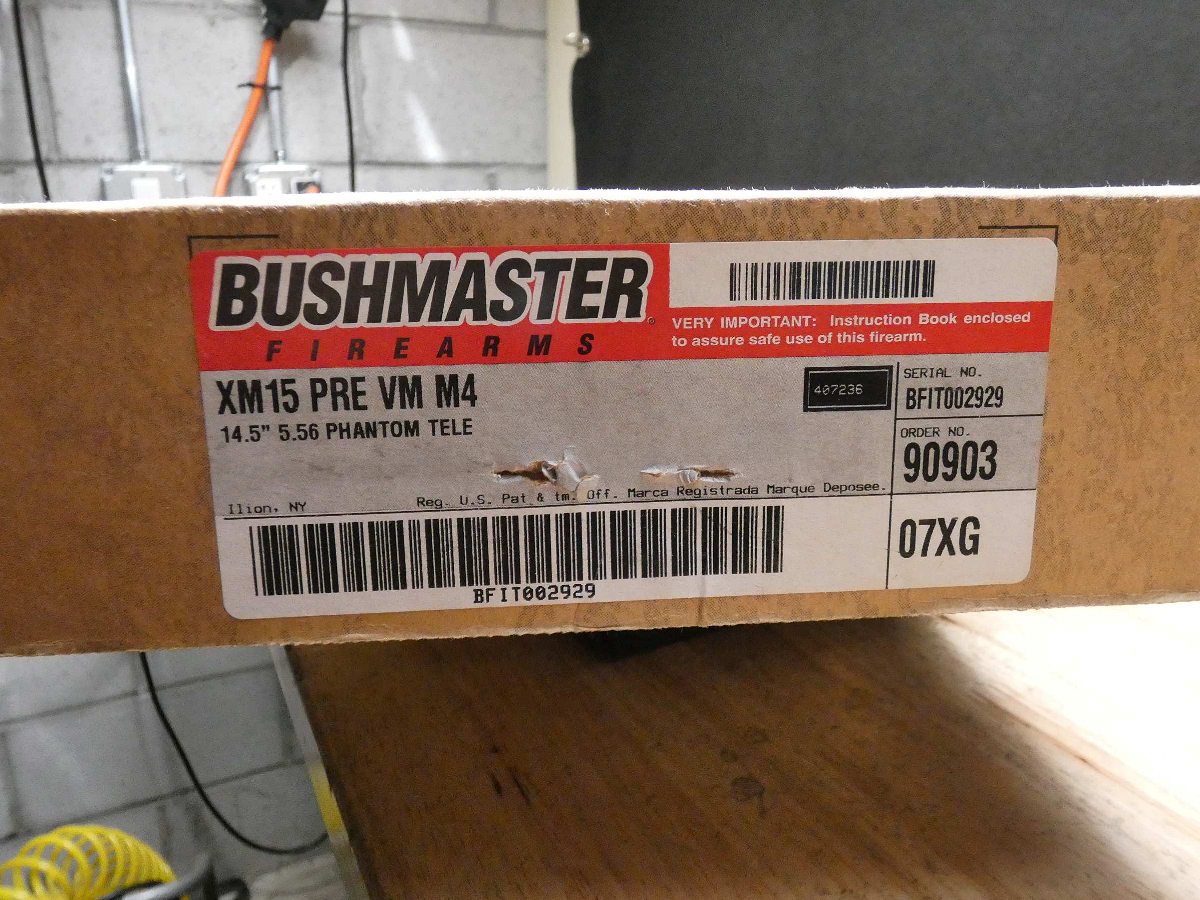 BUSHMASTER
FIREARMS
VERY IMPORTANT: Instruction Book enclosed
to assure safe use of this firearm.
XM15 PRE VM M4
14.5" 5.56 PHANTOM TELE
407236
SERIAL NO.
BFIT002929
ORDER NO.
90903
Ilion, NY
Reg. U.S. Pat & tm. Off. Marca Registrada Marque Deposee.
07XG
BFIT002929